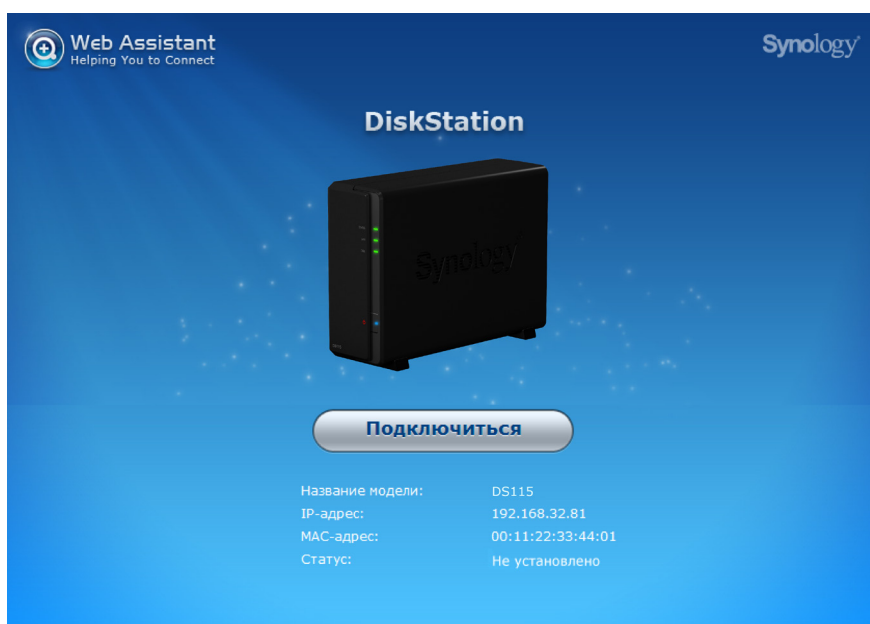 Web Assistant
Helping You to Connect
Synology
DiskStation
Synology
Подключиться
Название модели: DS115
IP-адрес: 192.168.32.81
MAC-адрес: 00:11:22:33:44:01
Статус: Не установлено